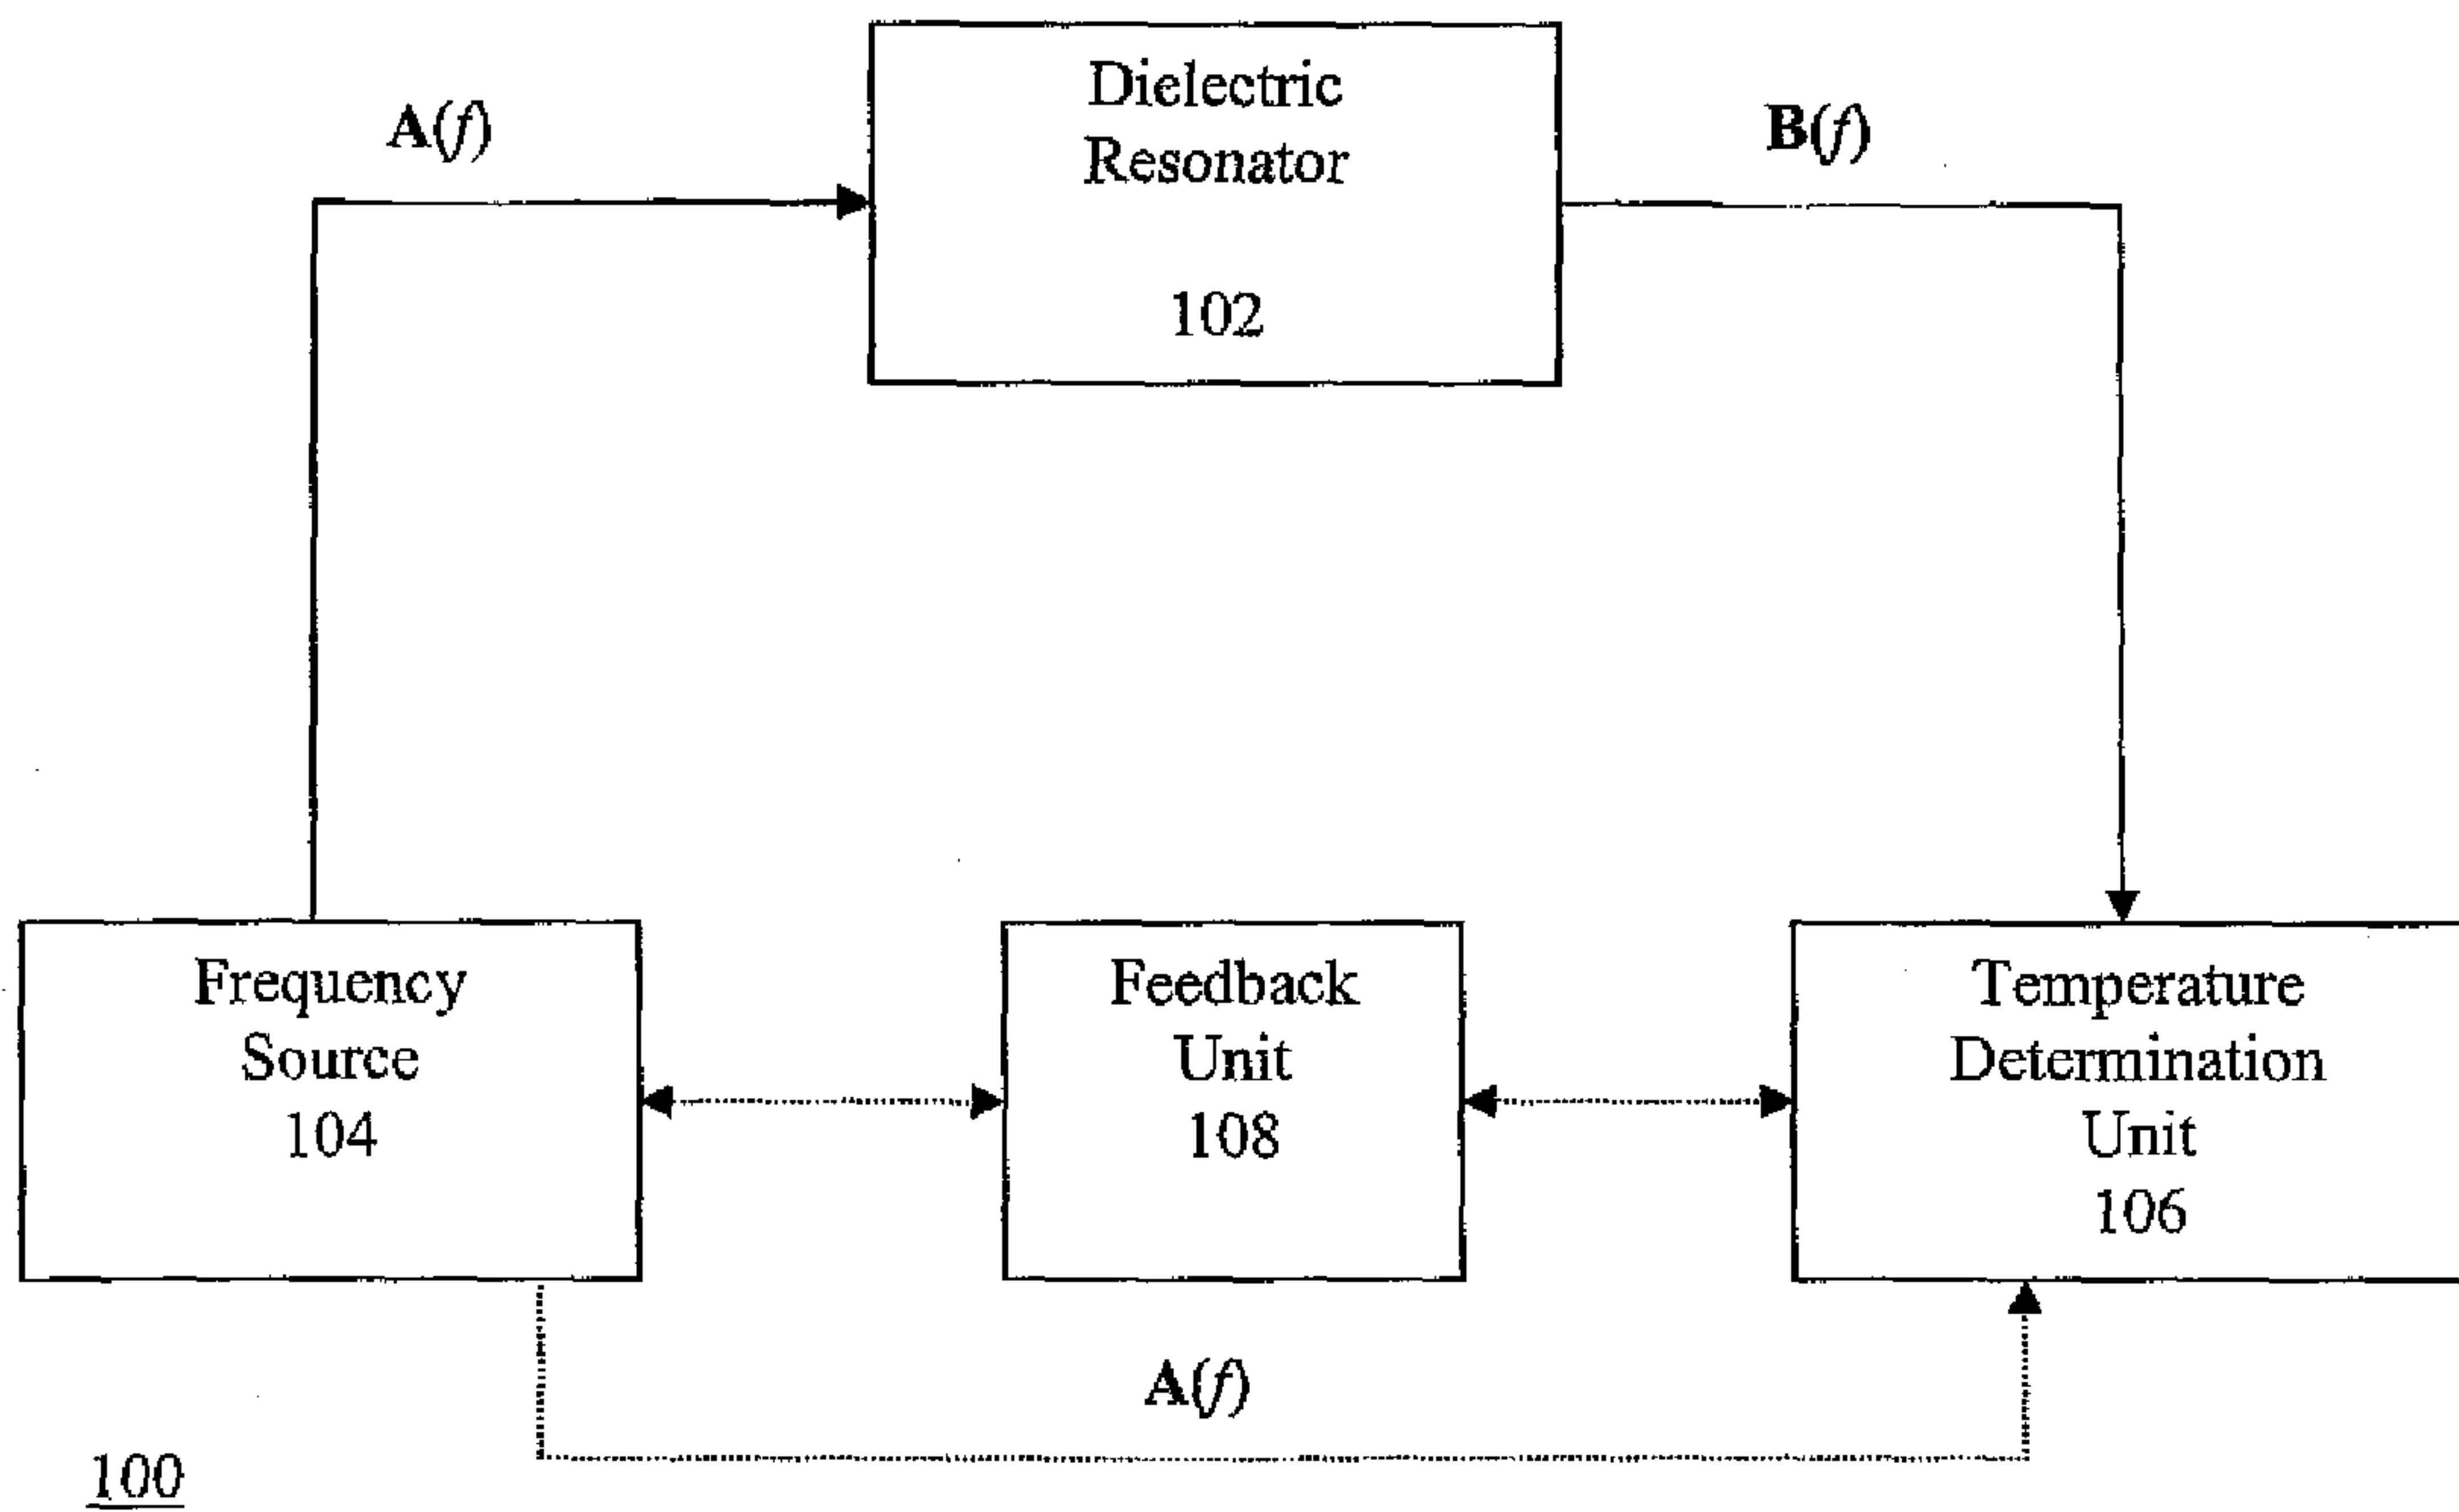 A(f)
Dielectric
Resonator
102
B(f)
Frequency
Source
104
Feedback
Unit
108
Temperature
Determination
Unit
106
A(f)
100